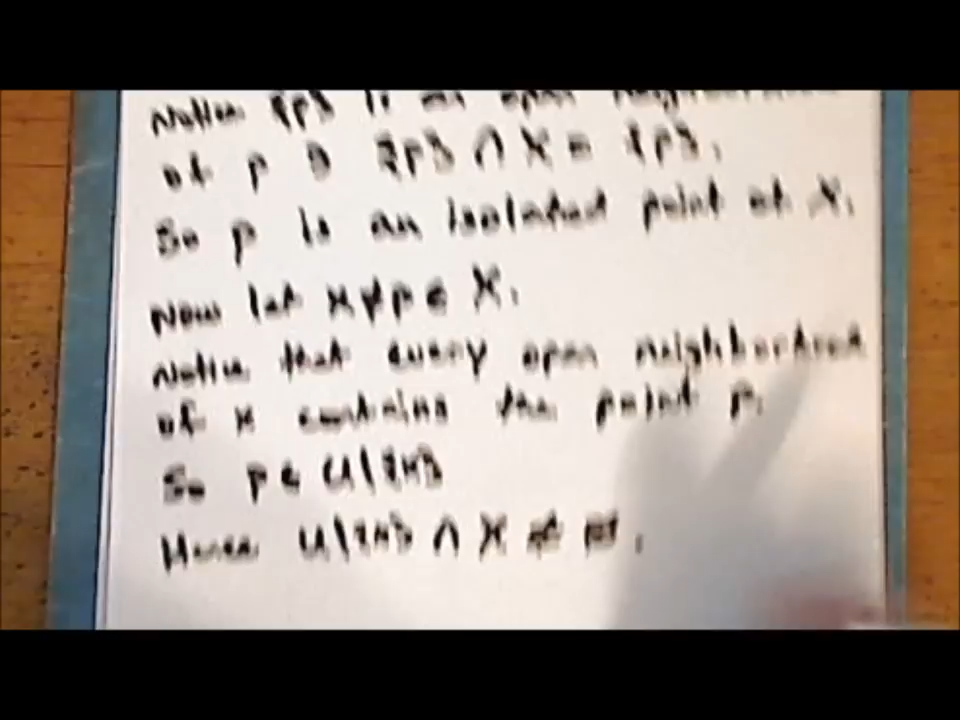 Notice {p} is an open neighborhood
of p ∋ {p} ∩ X = {p}.
So p is an isolated point of X.
Now let x≠p ∈ X.
Notice that every open neighborhood
of x contains the point p.
So p ∈ U\{x}
Hence U\{x} ∩ X ≠ ∅.